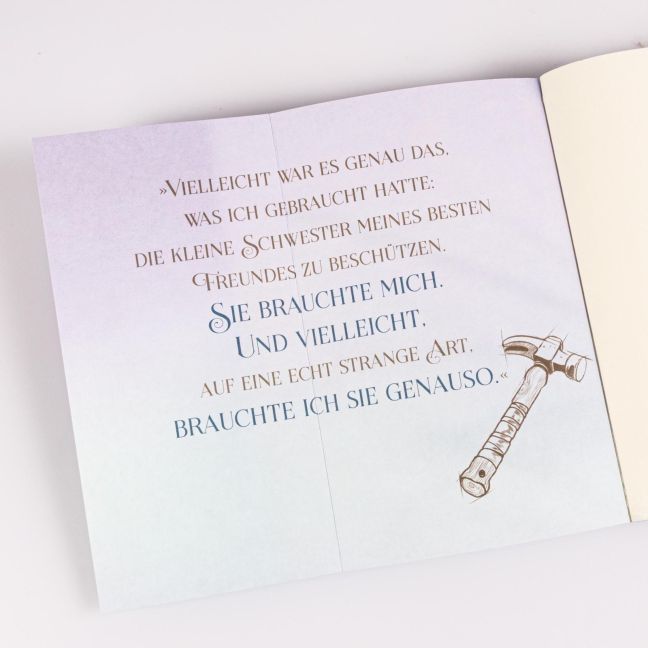 »Vielleicht war es genau das,
was ich gebraucht hatte:
die kleine Schwester meines besten
Freundes zu beschützen.
Sie brauchte mich.
Und vielleicht,
auf eine echt strange Art,
brauchte ich sie genauso.«